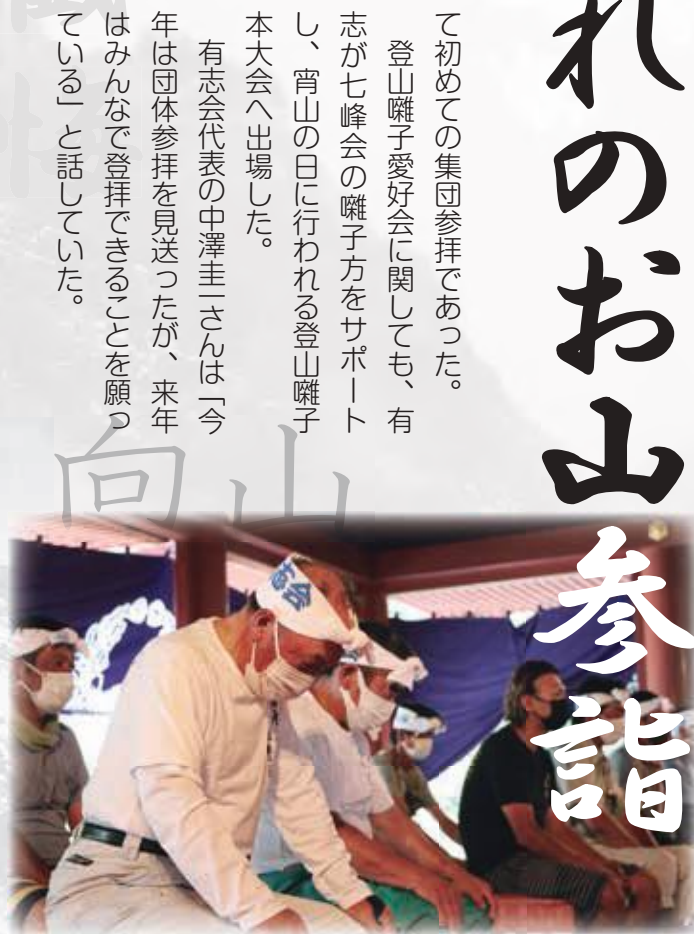 れのお山参詣
て初めての集団参拝であった。
　登山囃子愛好会に関しても、有
志が七峰会の囃子方をサポート
し、宵山の日に行われる登山囃子
本大会へ出場した。
　有志会代表の中澤圭一さんは「今
年は団体参拝を見送ったが、来年
はみんなで登拝できることを願っ
ている」と話していた。
向山
志会